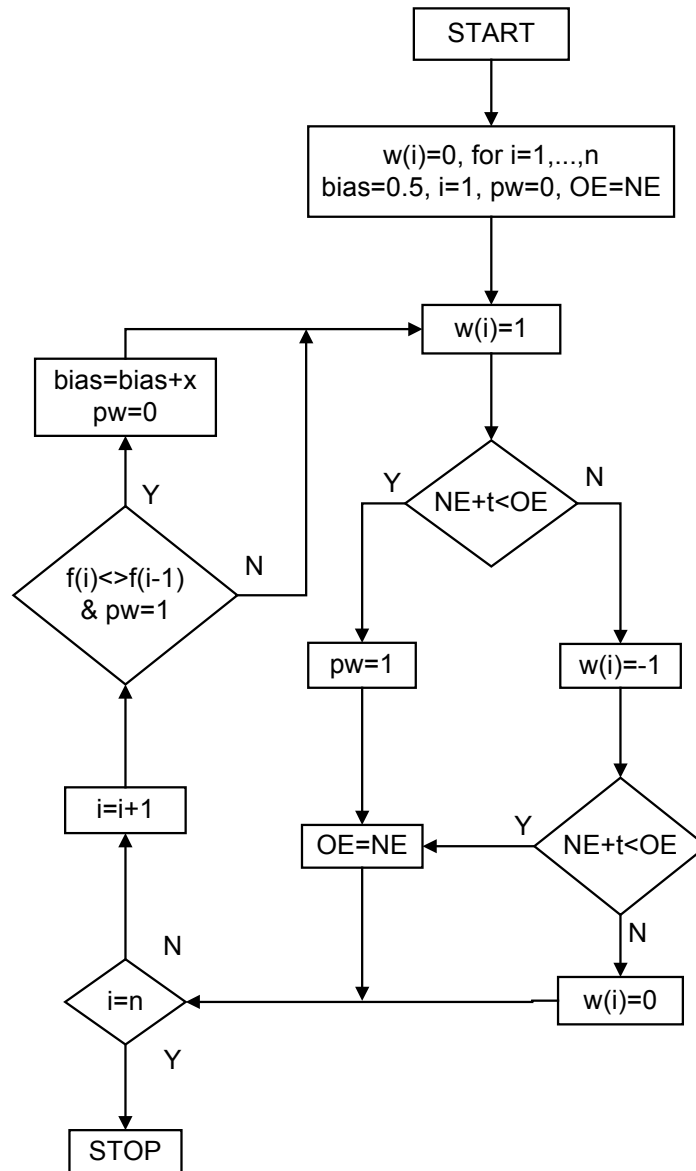 START
w(i)=0, for i=1,...,n
bias=0.5, i=1, pw=0, OE=NE
w(i)=1
bias=bias+x
pw=0
Y
NE+t<OE
N
Y
f(i)<>f(i-1)
& pw=1
N
pw=1
w(i)=-1
i=i+1
OE=NE
Y
NE+t<OE
N
N
i=n
w(i)=0
Y
STOP